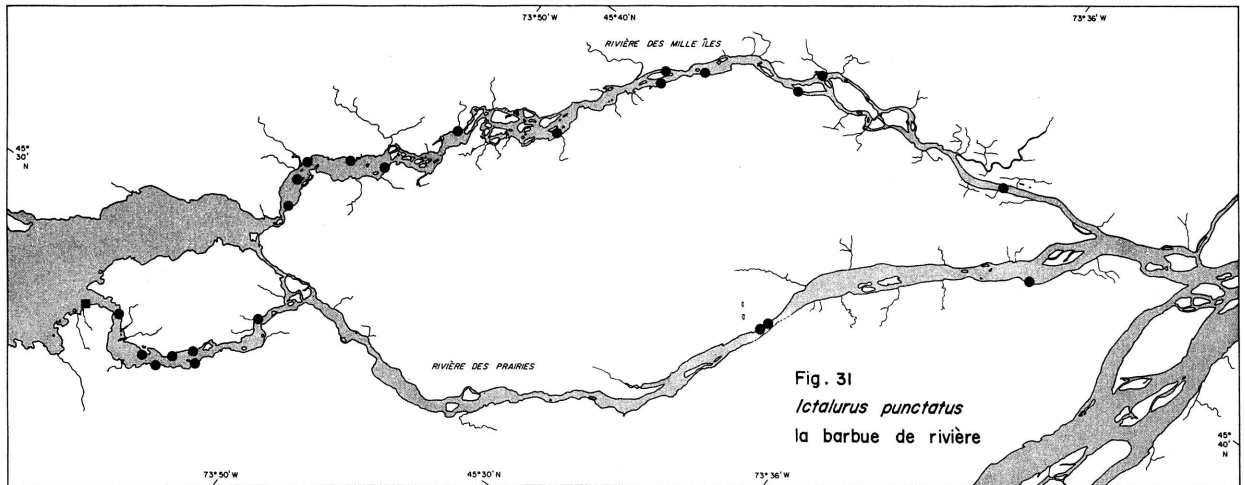 73°50'W
45°40'N
73°36'W
RIVIÈRE DES MILLE ÎLES
45°
30'
N
RIVIÈRE DES PRAIRIES
Fig. 31
Ictalurus punctatus
la barbue de rivière
45°
40'
N
73°50'W
45°30'N
73°36'W